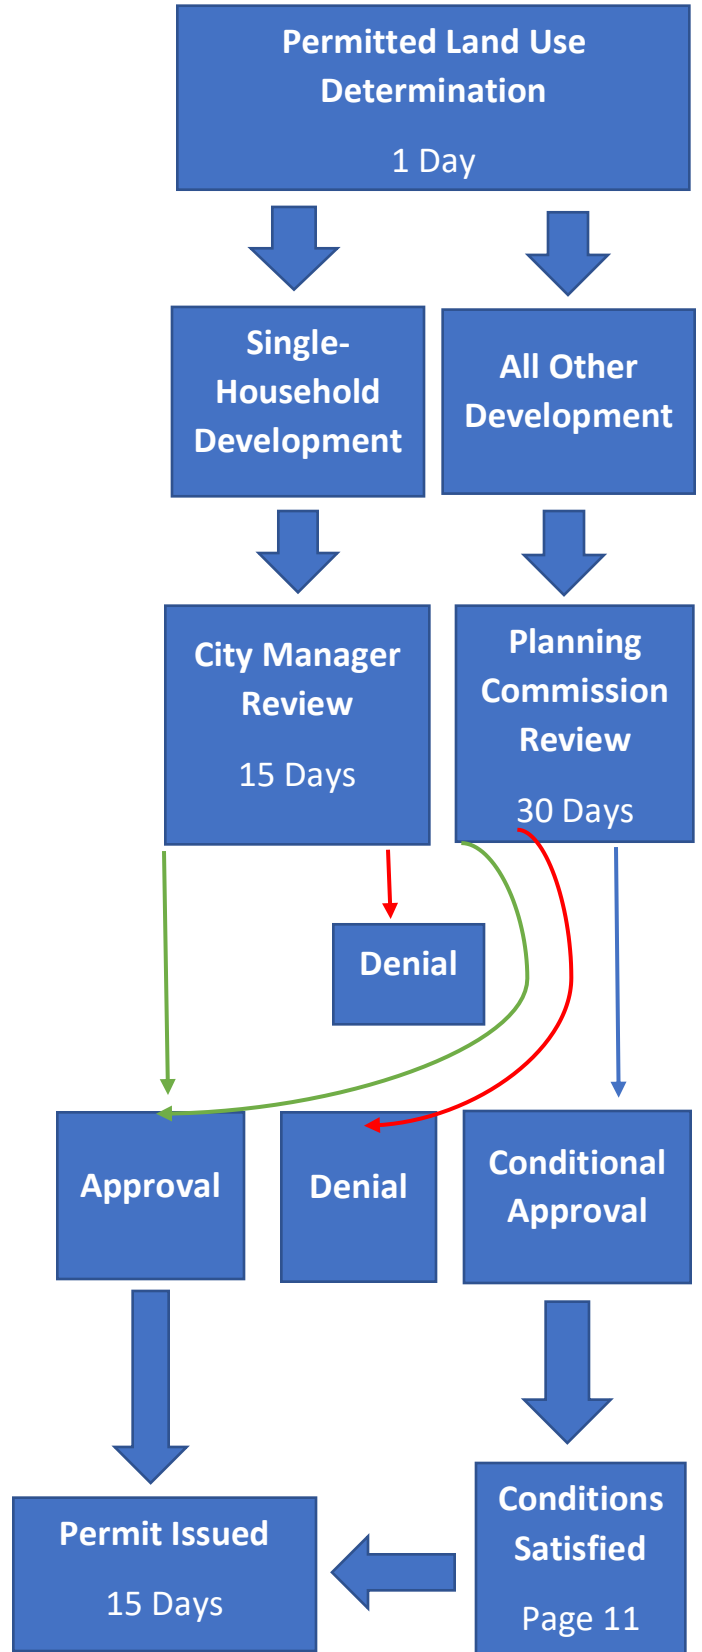 Permitted Land Use
Determination
1 Day
Single-
Household
Development
All Other
Development
City Manager
Review
15 Days
Planning
Commission
Review
30 Days
Denial
Approval
Denial
Conditional
Approval
Permit Issued
15 Days
Conditions
Satisfied
Page 11